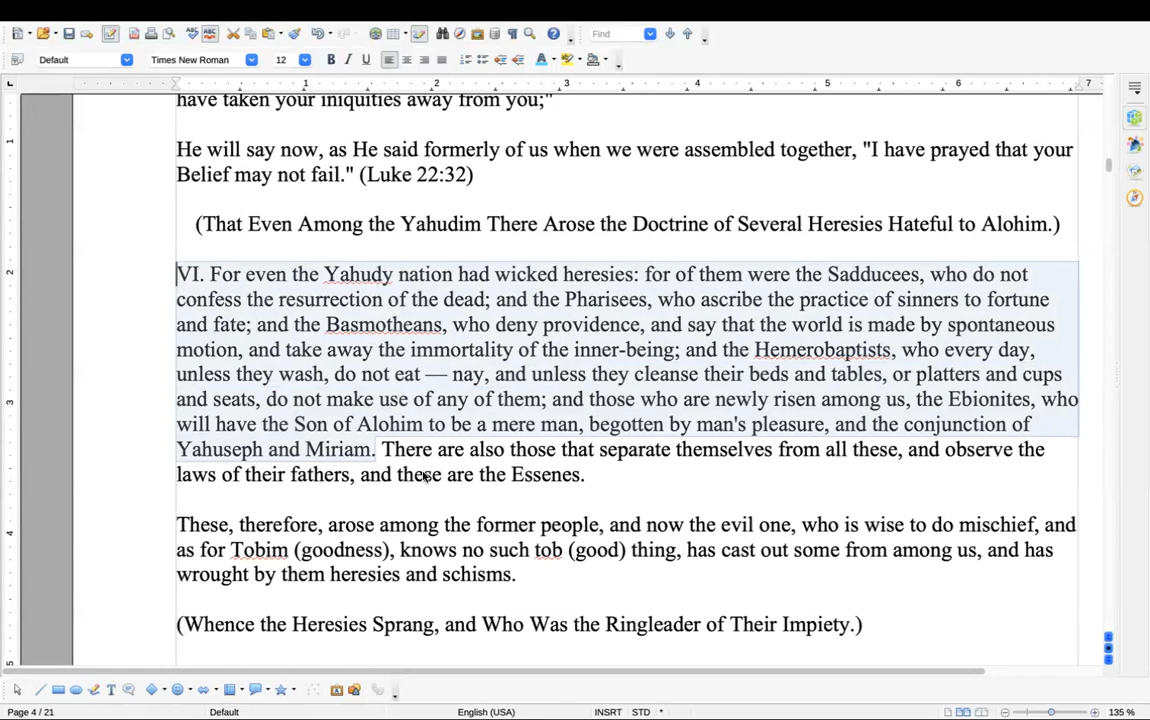 Find
Default
Times New Roman
12
B I U
1 2 3 4 5 6 7
have taken your iniquities away from you;"
He will say now, as He said formerly of us when we were assembled together, "I have prayed that your
Belief may not fail." (Luke 22:32)
(That Even Among the Yahudim There Arose the Doctrine of Several Heresies Hateful to Alohim.)
VI. For even the Yahudy nation had wicked heresies: for of them were the Sadducees, who do not
confess the resurrection of the dead; and the Pharisees, who ascribe the practice of sinners to fortune
and fate; and the Basmotheans, who deny providence, and say that the world is made by spontaneous
motion, and take away the immortality of the inner-being; and the Hemerobaptists, who every day,
unless they wash, do not eat — nay, and unless they cleanse their beds and tables, or platters and cups
and seats, do not make use of any of them; and those who are newly risen among us, the Ebionites, who
will have the Son of Alohim to be a mere man, begotten by man's pleasure, and the conjunction of
Yahuseph and Miriam. There are also those that separate themselves from all these, and observe the
laws of their fathers, and these are the Essenes.
These, therefore, arose among the former people, and now the evil one, who is wise to do mischief, and
as for Tobim (goodness), knows no such tob (good) thing, has cast out some from among us, and has
wrought by them heresies and schisms.
(Whence the Heresies Sprang, and Who Was the Ringleader of Their Impiety.)
1
2
3
4
5
Page 4 / 21
Default
English (USA)
INSRT STD *
135 %